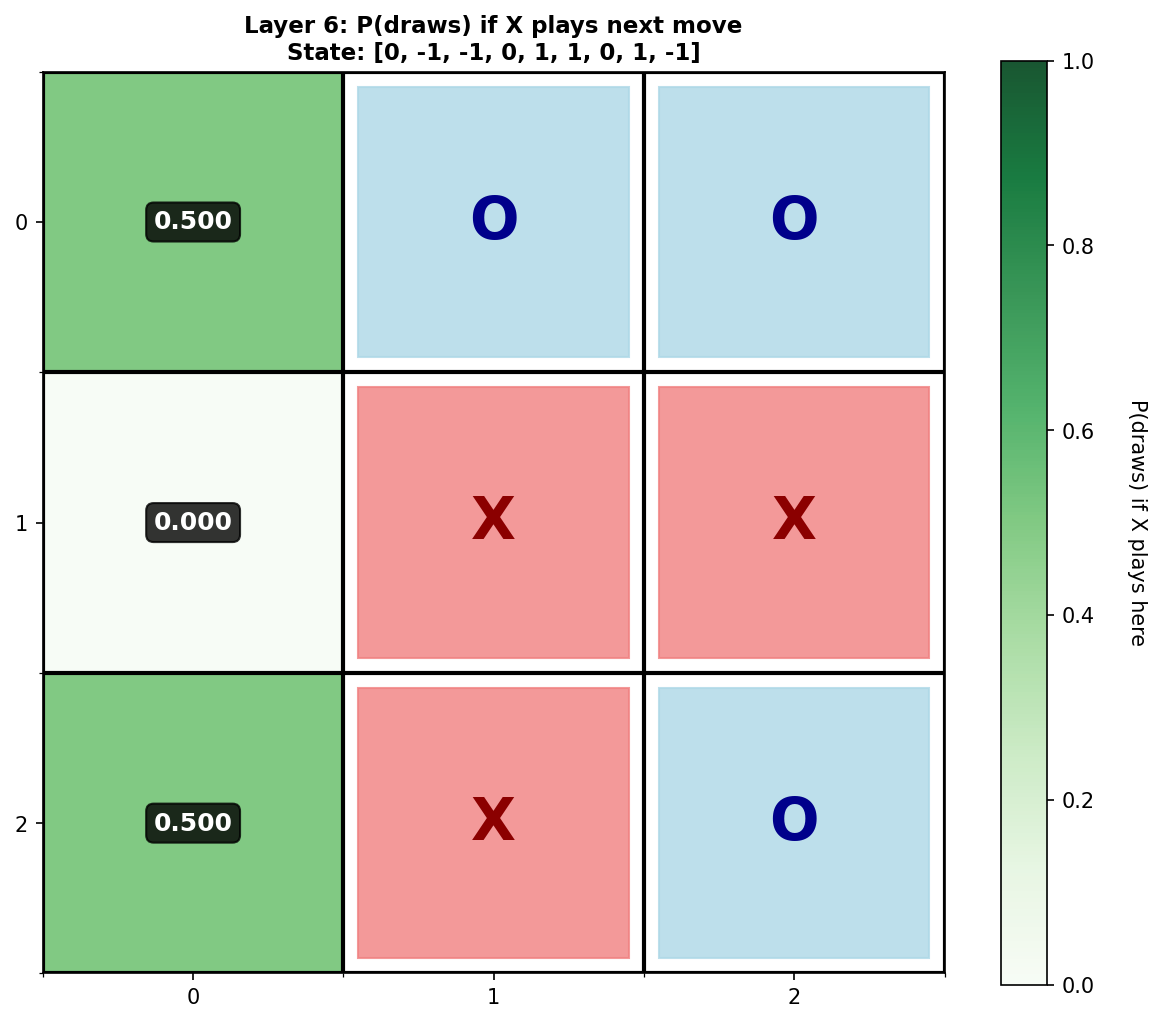 Layer 6: P(draws) if X plays next move
State: [0, -1, -1, 0, 1, 1, 0, 1, -1]
0
0.500
O
O
1
0.000
X
X
2
0.500
X
O
0
1
2
1.0
0.8
0.6
0.4
0.2
0.0
P(draws) if X plays here